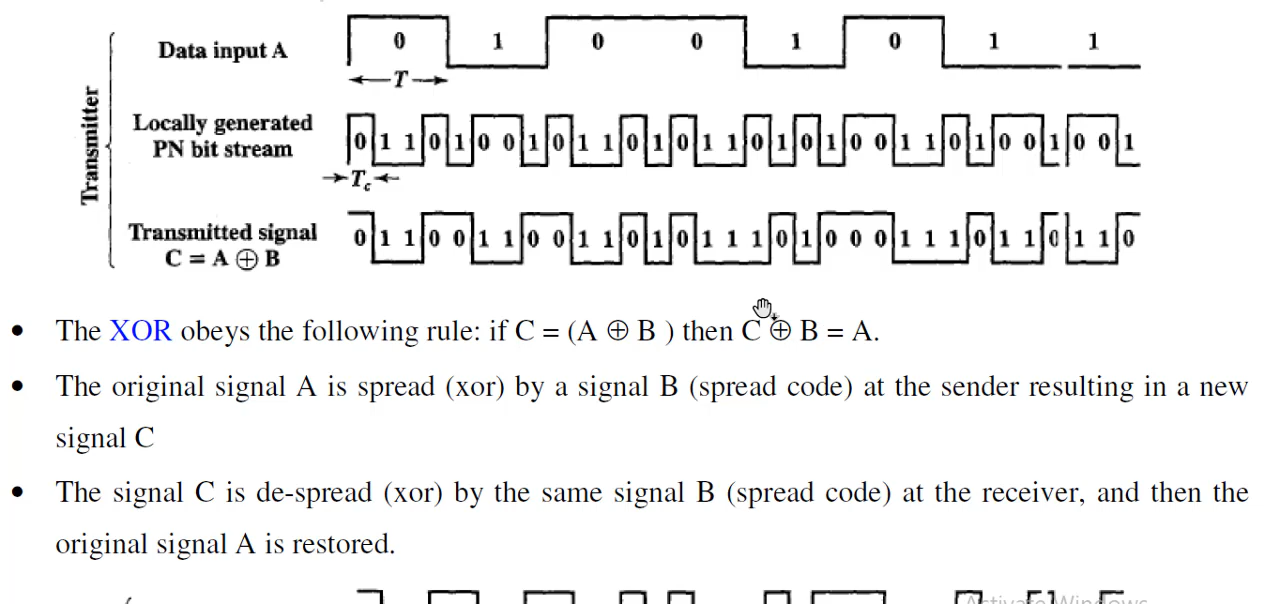 Transmitter
Data input A
0 1 0 0 1 0 1 1
T
Locally generated
PN bit stream
0 1 1 0 1 0 0 1 0 1 1 0 1 0 1 1 0 1 0 1 0 0 1 1 0 1 0 0 1 0 0 1
Tc
Transmitted signal
C = A ⊕ B
0 1 1 0 0 1 1 0 0 1 1 0 1 0 1 1 1 0 1 0 0 0 1 1 1 0 1 1 0 1 1 0
• The XOR obeys the following rule: if C = (A ⊕ B ) then C ⊕ B = A.
• The original signal A is spread (xor) by a signal B (spread code) at the sender resulting in a new
signal C
• The signal C is de-spread (xor) by the same signal B (spread code) at the receiver, and then the
original signal A is restored.
Activate Windows